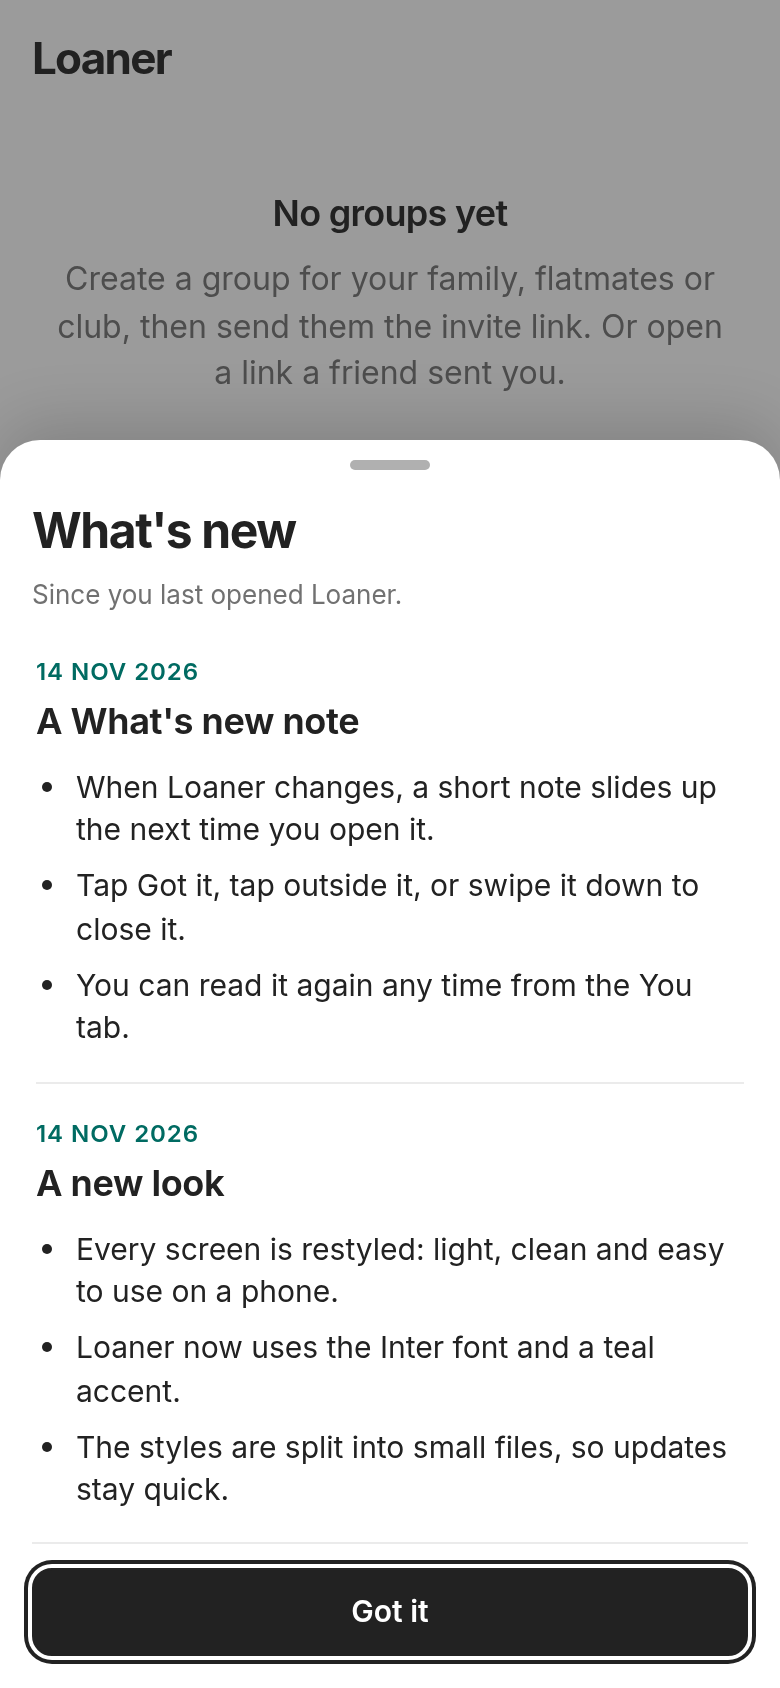 Loaner
No groups yet
Create a group for your family, flatmates or
club, then send them the invite link. Or open
a link a friend sent you.
What's new
Since you last opened Loaner.
14 NOV 2026
A What's new note
• When Loaner changes, a short note slides up
the next time you open it.
• Tap Got it, tap outside it, or swipe it down to
close it.
• You can read it again any time from the You
tab.
14 NOV 2026
A new look
• Every screen is restyled: light, clean and easy
to use on a phone.
• Loaner now uses the Inter font and a teal
accent.
• The styles are split into small files, so updates
stay quick.
Got it